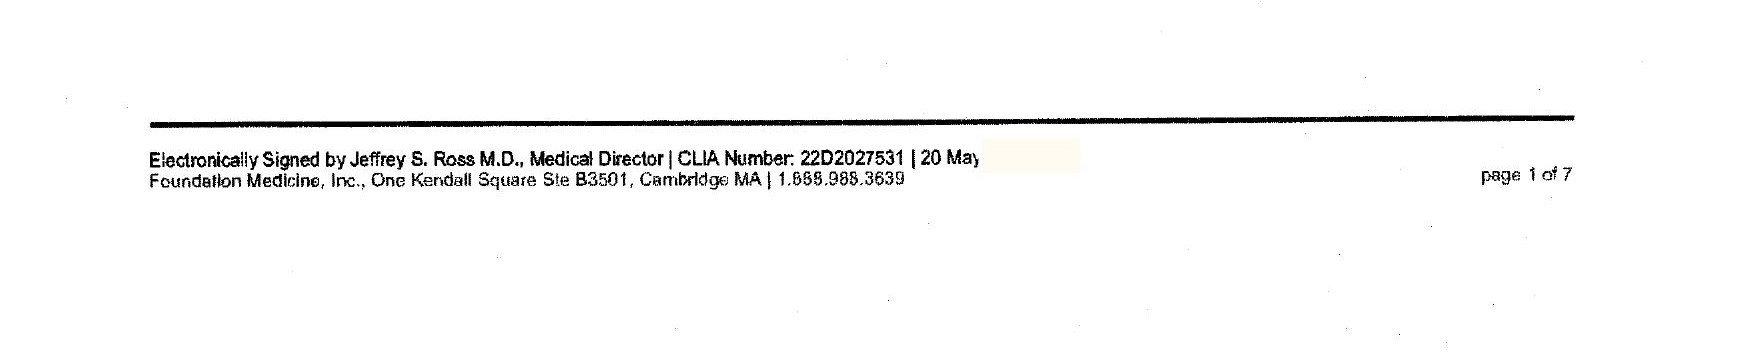 Electronically Signed by Jeffrey S. Ross M.D., Medical Director | CLIA Number: 22D2027531 | 20 May
Foundation Medicine, Inc., One Kendall Square Ste B3501, Cambridge MA | 1.888.988.3639
page 1 of 7